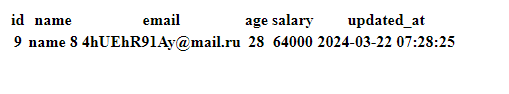 id name email age salary updated_at
9 name 8 4hUEhR91Ay@mail.ru 28 64000 2024-03-22 07:28:25